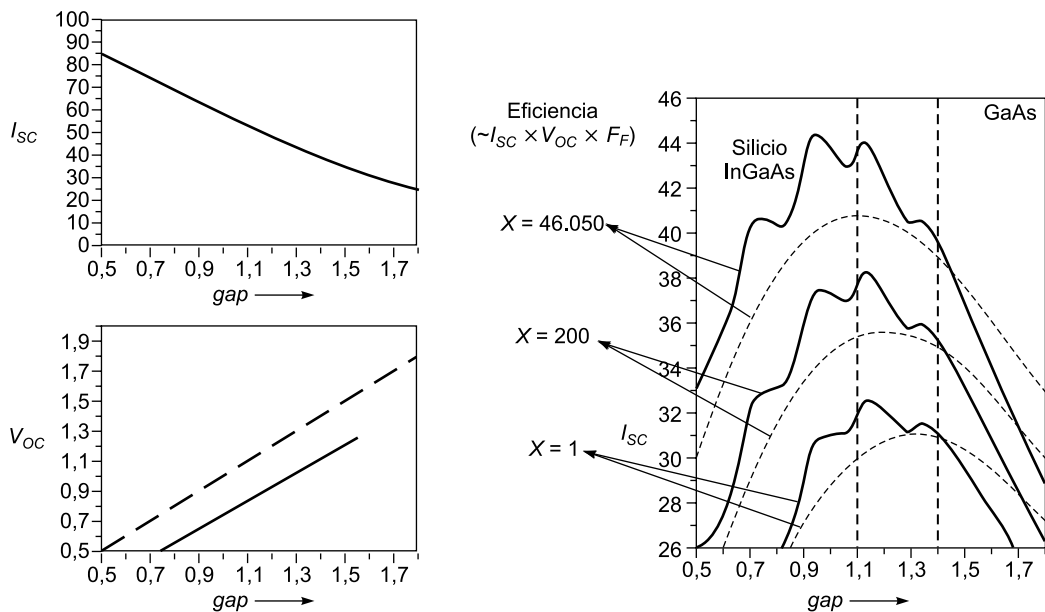 100
90
80
70
60
50
40
30
20
10
0
I_SC
0,5 0,7 0,9 1,1 1,3 1,5 1,7
gap
1,9
1,7
1,5
1,3
1,1
0,9
0,7
0,5
V_OC
0,5 0,7 0,9 1,1 1,3 1,5 1,7
gap
Eficiencia
(~I_SC × V_OC × F_F)
X = 46.050
X = 200
X = 1
46
44
42
40
38
36
34
32
30
28
26
I_SC
Silicio
InGaAs
GaAs
0,5 0,7 0,9 1,1 1,3 1,5 1,7
gap